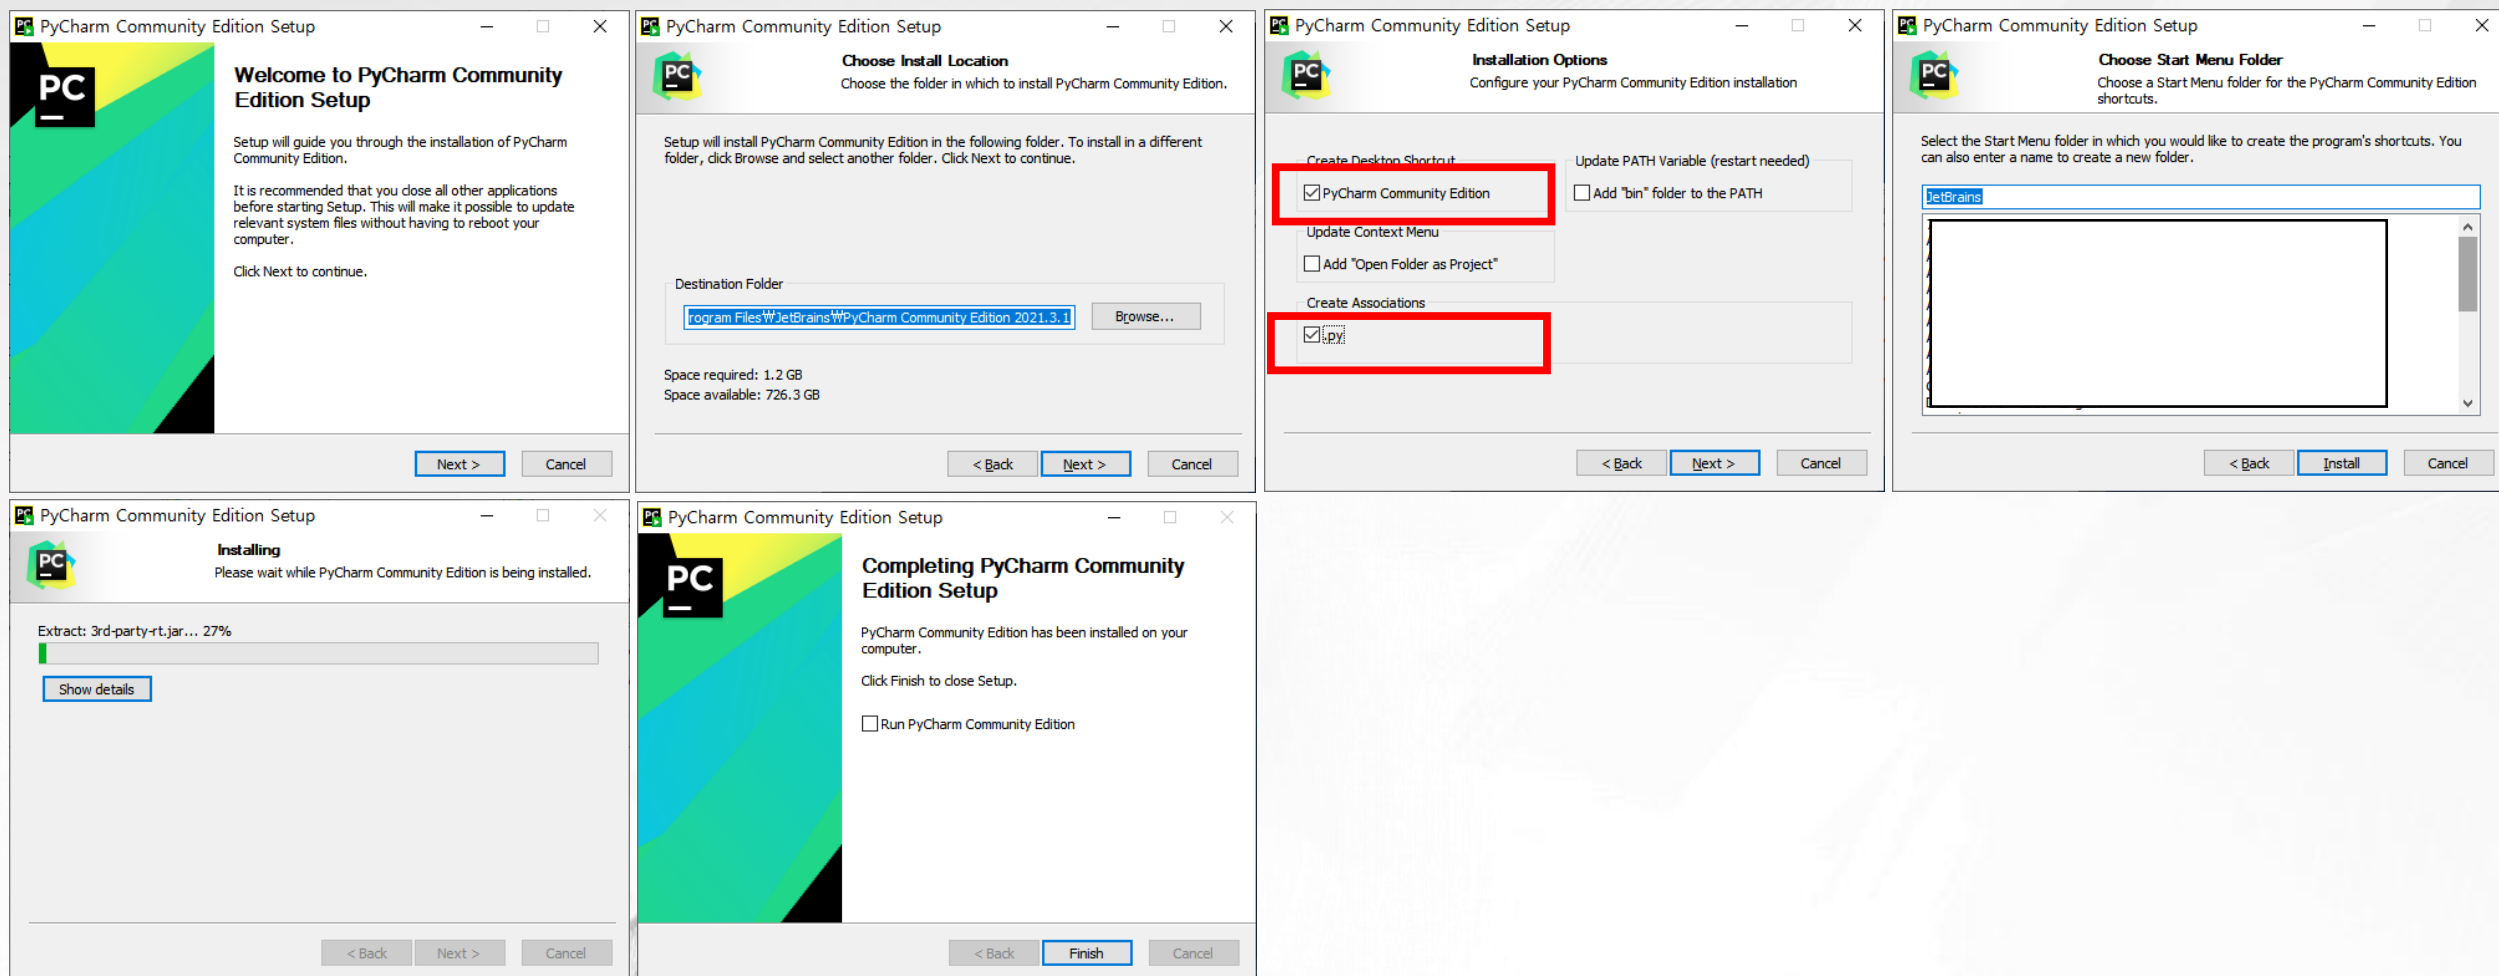 PyCharm Community Edition Setup
PC
Welcome to PyCharm Community
Edition Setup
Setup will guide you through the installation of PyCharm
Community Edition.
It is recommended that you close all other applications
before starting Setup. This will make it possible to update
relevant system files without having to reboot your
computer.
Click Next to continue.
Next >
Cancel
PyCharm Community Edition Setup
PC
Choose Install Location
Choose the folder in which to install PyCharm Community Edition.
Setup will install PyCharm Community Edition in the following folder. To install in a different
folder, click Browse and select another folder. Click Next to continue.
Destination Folder
rogram Files₩JetBrains₩PyCharm Community Edition 2021.3.1
Browse...
Space required: 1.2 GB
Space available: 726.3 GB
< Back
Next >
Cancel
PyCharm Community Edition Setup
PC
Installation Options
Configure your PyCharm Community Edition installation
Create Desktop Shortcut
PyCharm Community Edition
Update PATH Variable (restart needed)
Add "bin" folder to the PATH
Update Context Menu
Add "Open Folder as Project"
Create Associations
.py
< Back
Next >
Cancel
PyCharm Community Edition Setup
PC
Choose Start Menu Folder
Choose a Start Menu folder for the PyCharm Community Edition
shortcuts.
Select the Start Menu folder in which you would like to create the program's shortcuts. You
can also enter a name to create a new folder.
JetBrains
< Back
Install
Cancel
PyCharm Community Edition Setup
PC
Installing
Please wait while PyCharm Community Edition is being installed.
Extract: 3rd-party-rt.jar... 27%
Show details
< Back
Next >
Cancel
PyCharm Community Edition Setup
PC
Completing PyCharm Community
Edition Setup
PyCharm Community Edition has been installed on your
computer.
Click Finish to close Setup.
Run PyCharm Community Edition
< Back
Finish
Cancel